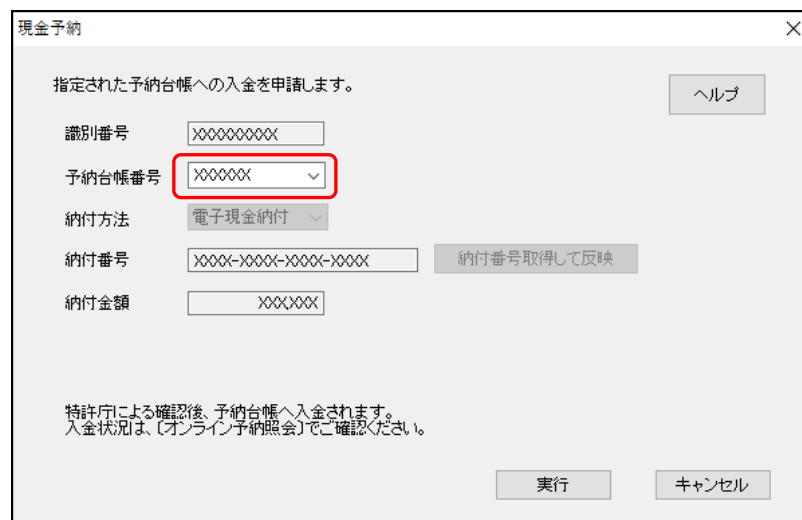 現金予納
指定された予納台帳への入金を申請します。
ヘルプ
識別番号 XXXXXXXXX
予納台帳番号 XXXXXX
納付方法 電子現金納付
納付番号 XXXX-XXXX-XXXX-XXXX 納付番号取得して反映
納付金額 XXX,XXX
特許庁による確認後、予納台帳へ入金されます。
入金状況は、[オンライン予納照会]でご確認ください。
実行 キャンセル